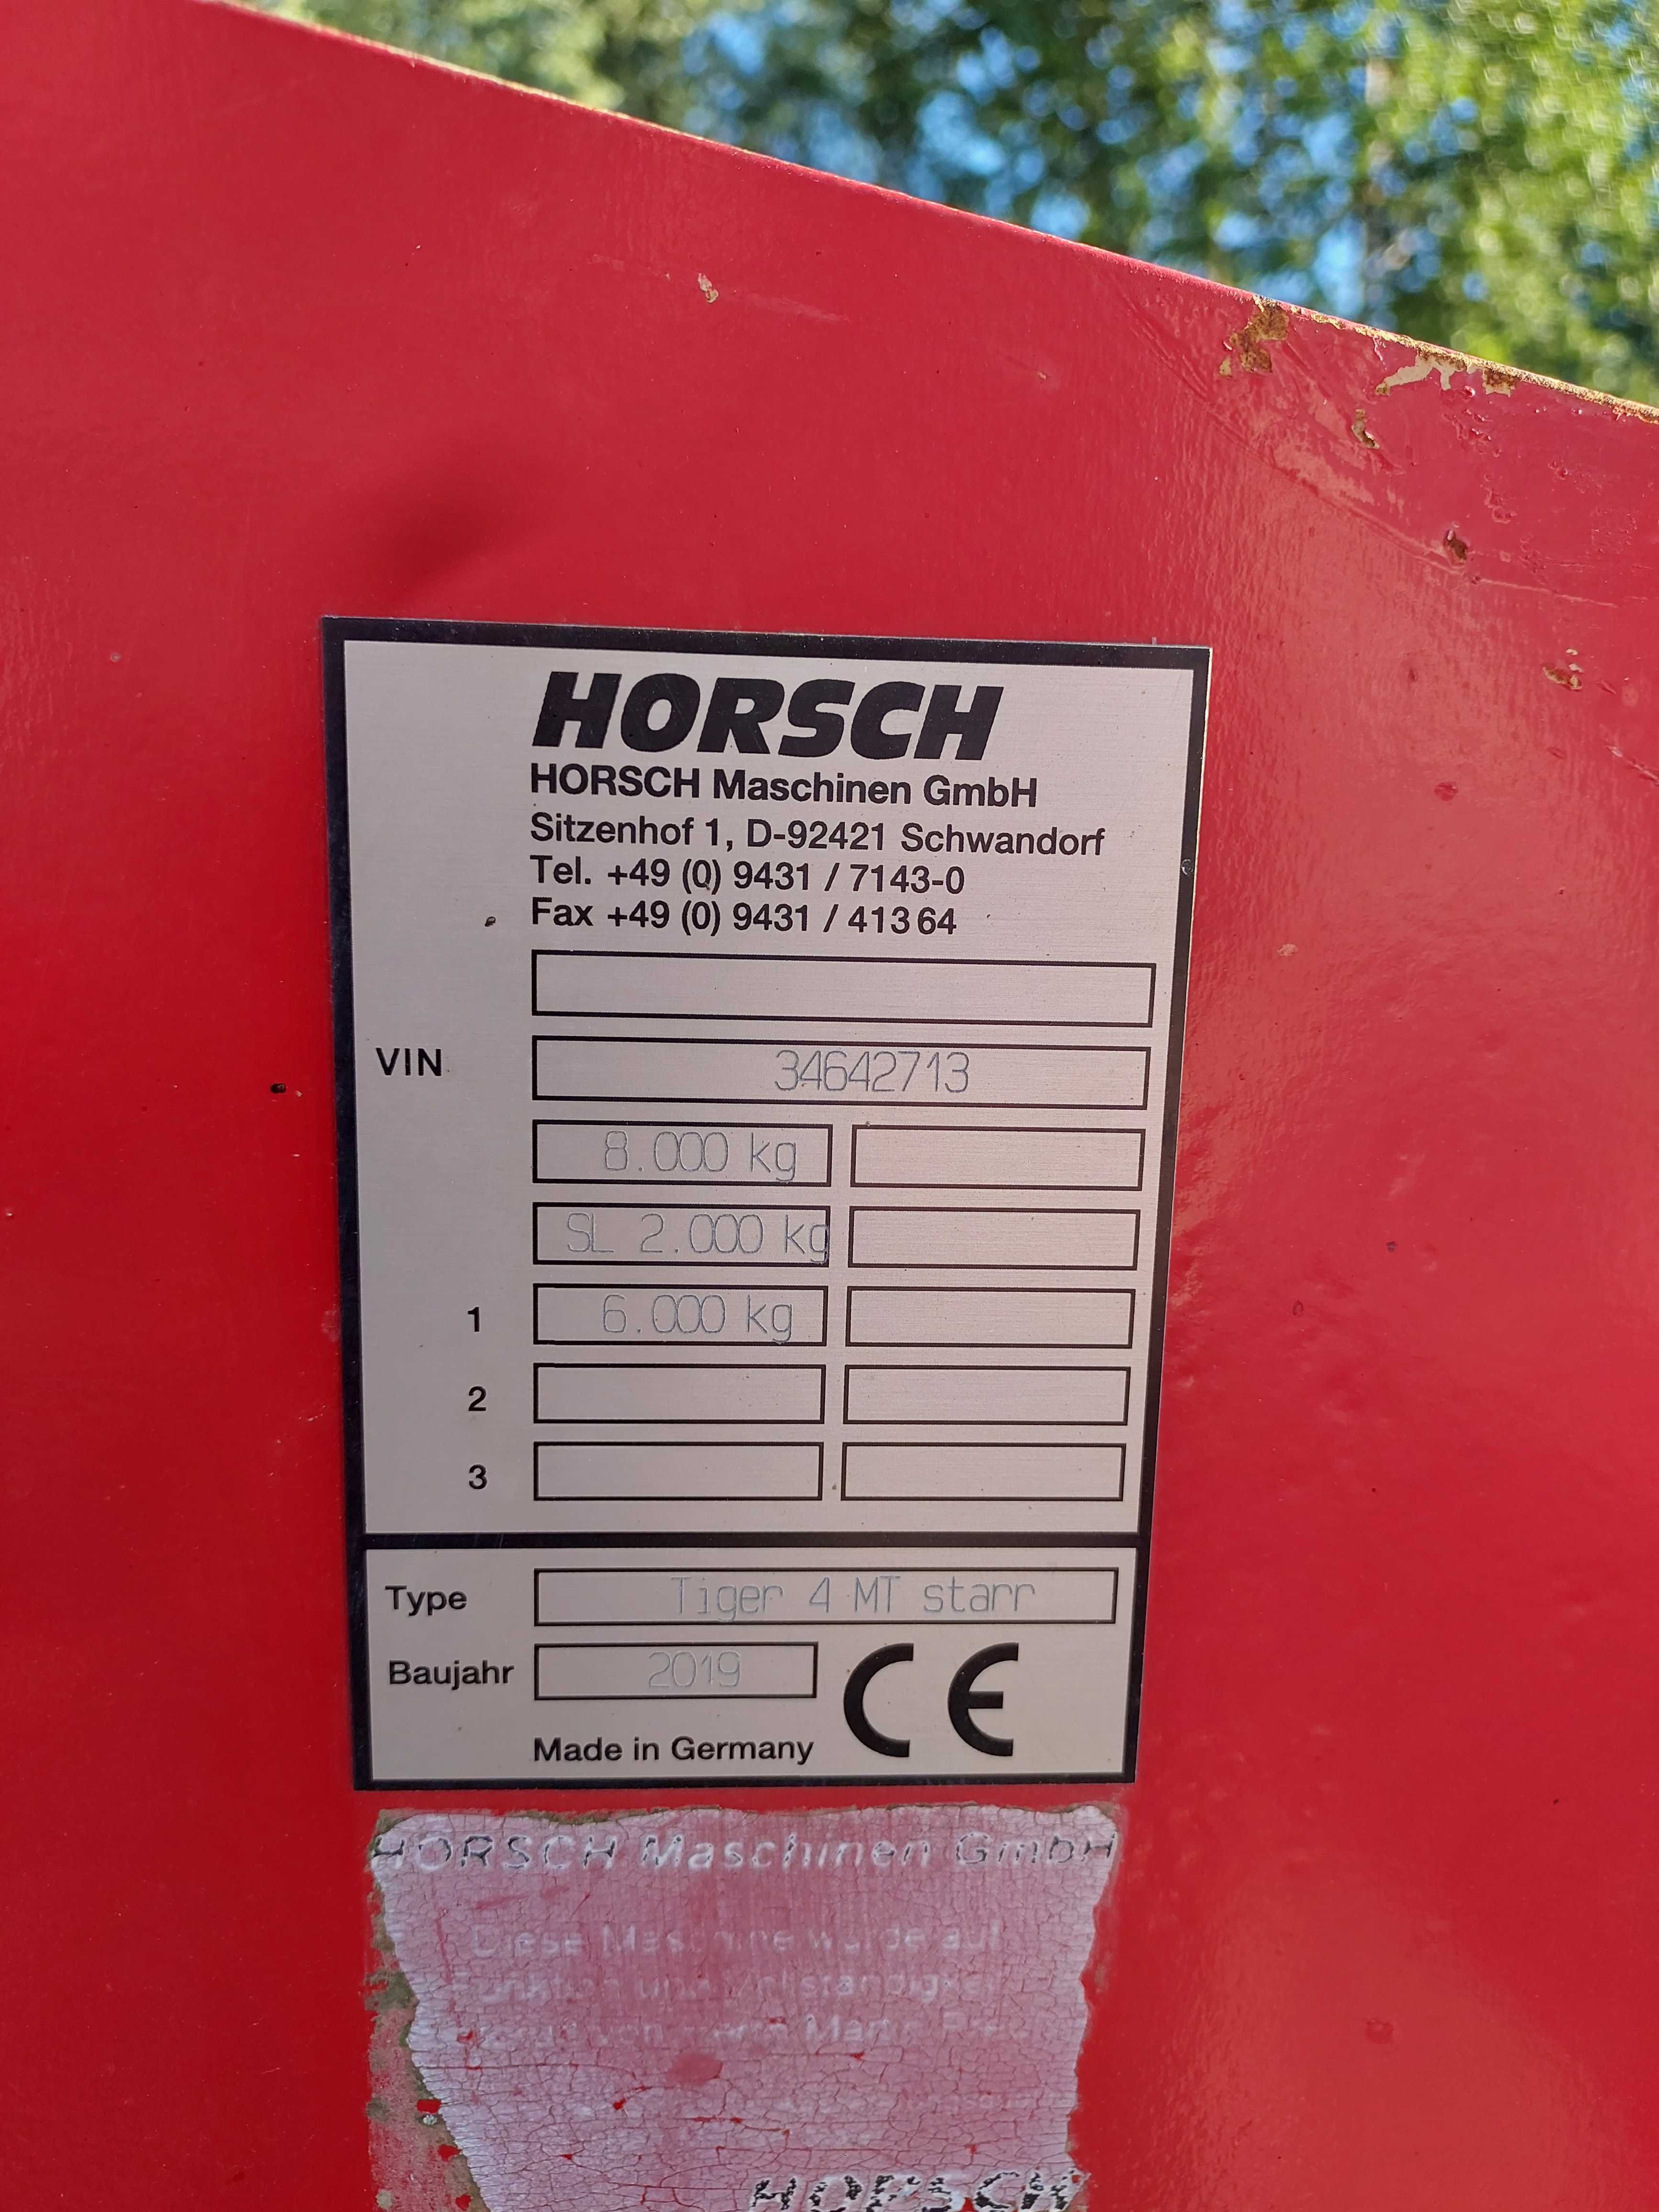 HORSCH
HORSCH Maschinen GmbH
Sitzenhof 1, D-92421 Schwandorf
Tel. +49 (0) 9431 / 7143-0
Fax +49 (0) 9431 / 41364
VIN 34642713
8.000 kg
SL 2.000 kg
1 6.000 kg
2
3
Type Tiger 4 MT starr
Baujahr 2019 CE
Made in Germany
HORSCH Maschinen GmbH
Diese Maschine wurde auf
HORSCH